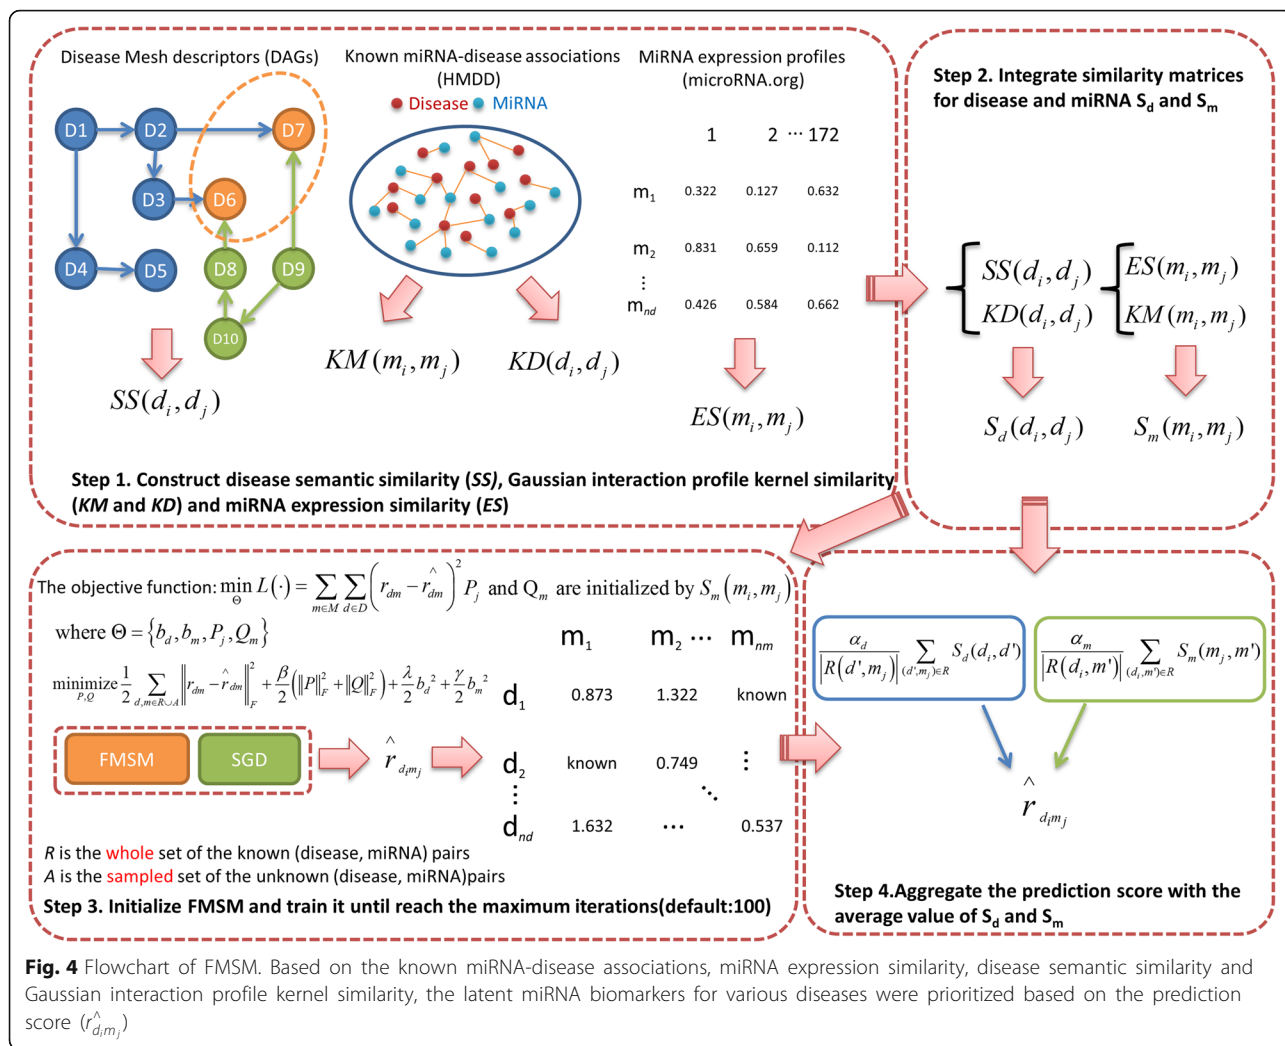 Disease Mesh descriptors (DAGs)
D1
D2
D7
D3
D6
D4
D5
D8
D9
D10
SS(d_i, d_j)
Known miRNA-disease associations
(HMDD)
Disease MiRNA
KM(m_i, m_j)
KD(d_i, d_j)
MiRNA expression profiles
(microRNA.org)
1 2 ··· 172
m_1 0.322 0.127 0.632
m_2 0.831 0.659 0.112
⋮
m_nd 0.426 0.584 0.662
ES(m_i, m_j)
Step 1. Construct disease semantic similarity (SS), Gaussian interaction profile kernel similarity
(KM and KD) and miRNA expression similarity (ES)
Step 2. Integrate similarity matrices
for disease and miRNA S_d and S_m
SS(d_i, d_j)
KD(d_i, d_j)
ES(m_i, m_j)
KM(m_i, m_j)
S_d(d_i, d_j)
S_m(m_i, m_j)
The objective function: min_Θ L(·) = ∑_{m∈M} ∑_{d∈D} (r_dm − r̂_dm)^2 P_j and Q_m are initialized by S_m(m_i, m_j)
where Θ = {b_d, b_m, P_j, Q_m}
minimize_{P,Q} 1/2 ∑_{d,m∈R∪A} ‖r_dm − r̂_dm‖_F^2 + β/2 (‖P‖_F^2 + ‖Q‖_F^2) + λ/2 b_d^2 + γ/2 b_m^2
FMSM
SGD
r̂_{d_i m_j}
m_1 m_2 ··· m_nm
d_1 0.873 1.322 known
d_2 known 0.749 ⋮
⋮ ⋱
d_nd 1.632 ··· 0.537
R is the whole set of the known (disease, miRNA) pairs
A is the sampled set of the unknown (disease, miRNA)pairs
Step 3. Initialize FMSM and train it until reach the maximum iterations(default:100)
α_d/|R(d', m_j)| ∑_{(d',m_j)∈R} S_d(d_i, d')
α_m/|R(d_i, m')| ∑_{(d_i,m')∈R} S_m(m_j, m')
r̂_{d_i m_j}
Step 4.Aggregate the prediction score with the
average value of S_d and S_m
Fig. 4 Flowchart of FMSM. Based on the known miRNA-disease associations, miRNA expression similarity, disease semantic similarity and
Gaussian interaction profile kernel similarity, the latent miRNA biomarkers for various diseases were prioritized based on the prediction
score (r^_{d_i m_j})